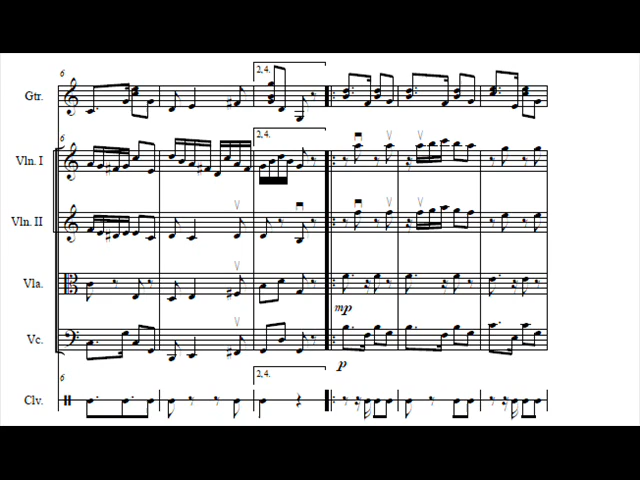 6
2, 4.
Gtr.
6
2, 4.
Vln. I
Vln. II
Vla.
mp
Vc.
p
6
2, 4.
Clv.